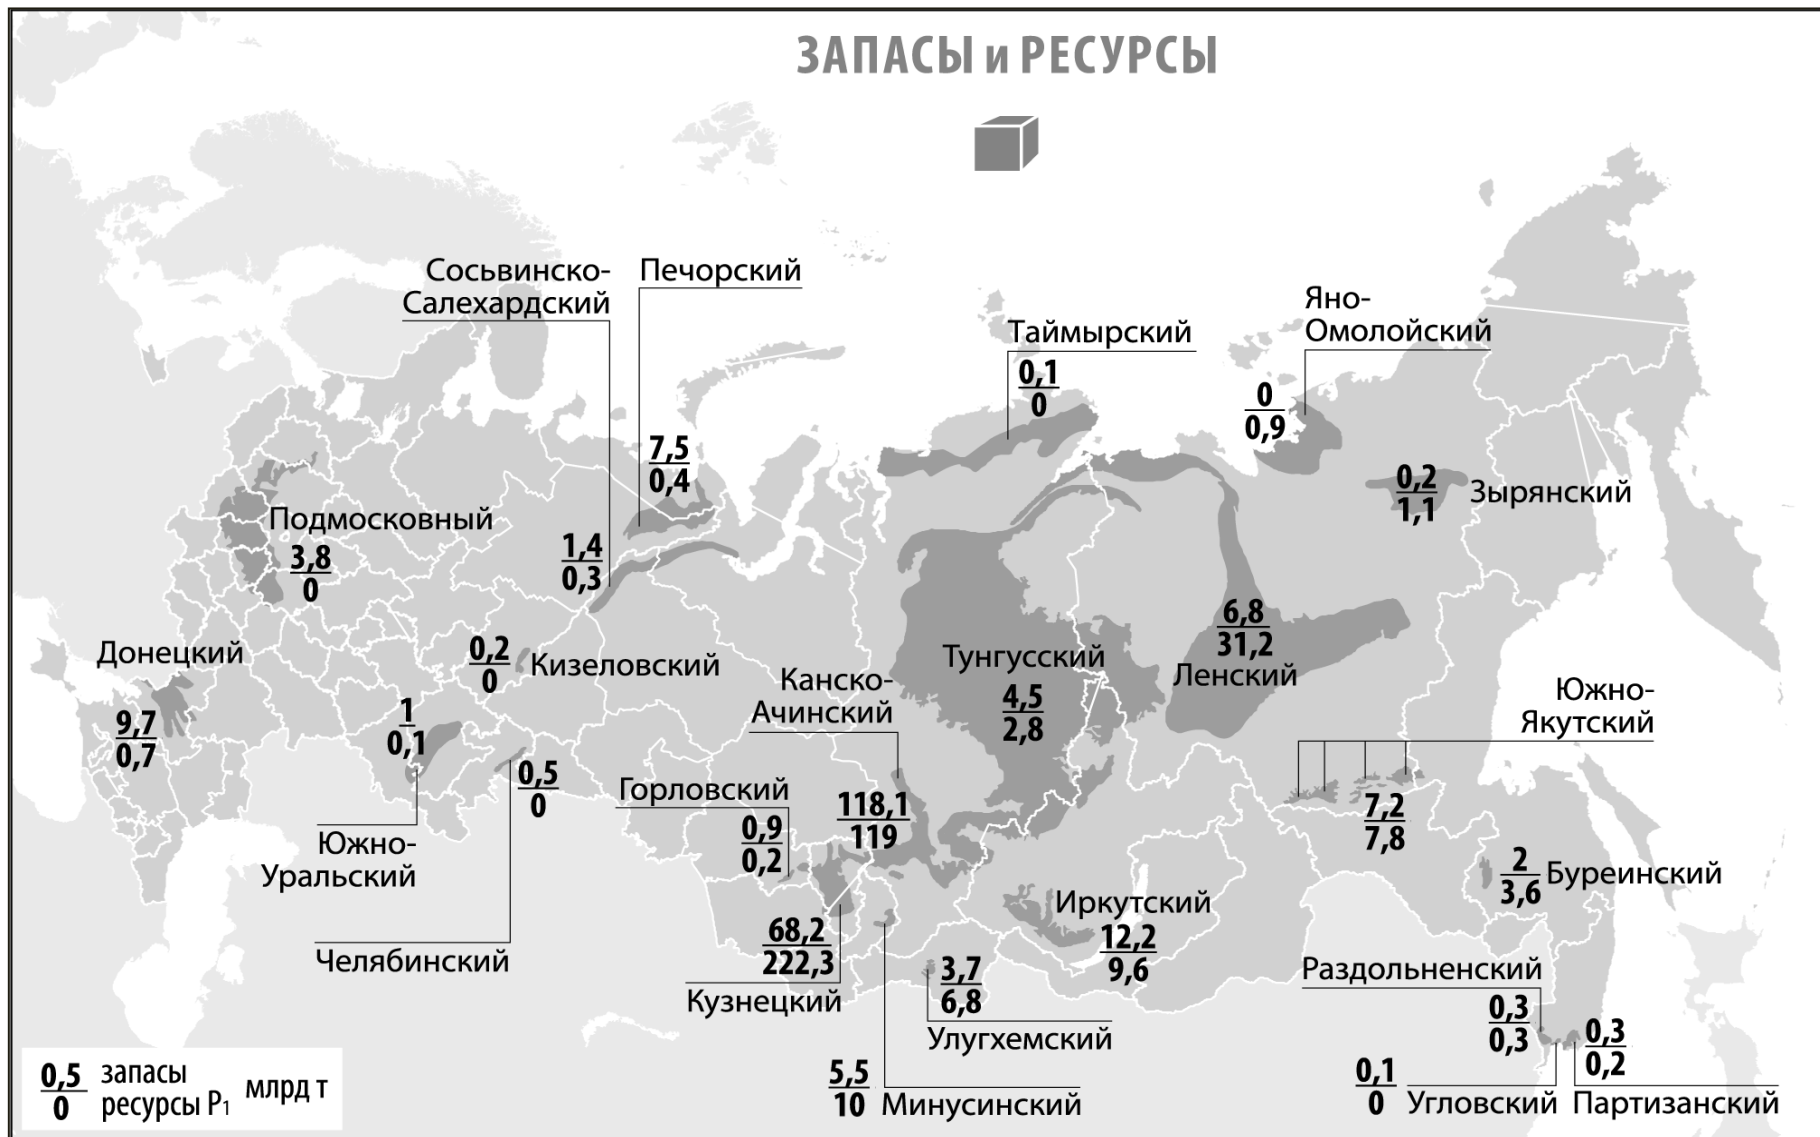 ЗАПАСЫ и РЕСУРСЫ
Сосьвинско-
Салехардский
1,4
0,3
Печорский
7,5
0,4
Таймырский
0,1
0
Яно-
Омолойский
0
0,9
0,2
1,1
Зырянский
Подмосковный
3,8
0
Донецкий
9,7
0,7
0,2
0
Кизеловский
1
0,1
Южно-
Уральский
0,5
0
Челябинский
Горловский
0,9
0,2
Канско-
Ачинский
118,1
119
Тунгусский
4,5
2,8
6,8
31,2
Ленский
Южно-
Якутский
7,2
7,8
2
3,6
Буреинский
Иркутский
12,2
9,6
68,2
222,3
Кузнецкий
3,7
6,8
Улугхемский
5,5
10
Минусинский
Раздольненский
0,3
0,3
0,1
0
Угловский
0,3
0,2
Партизанский
0,5
0
запасы
ресурсы P1
млрд т